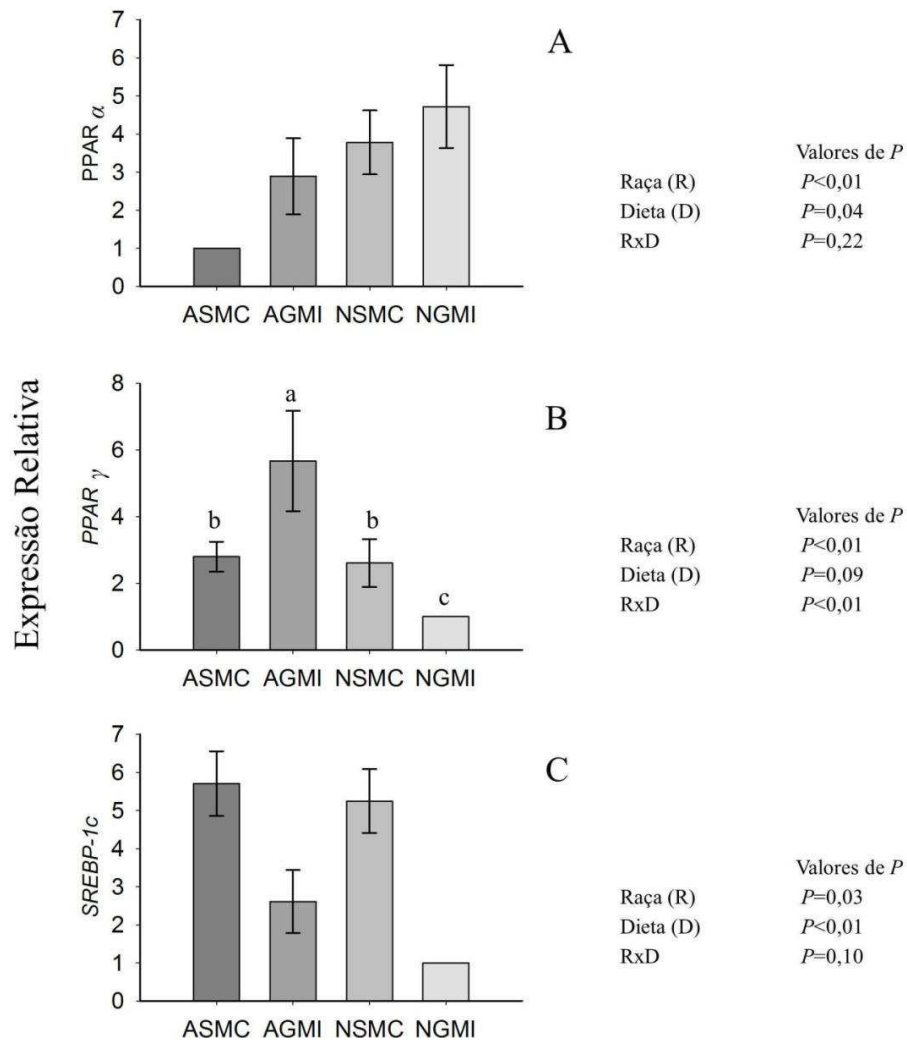 Expressão Relativa
A
PPAR α
7
6
5
4
3
2
1
0
ASMC AGMI NSMC NGMI
Valores de P
Raça (R) P<0,01
Dieta (D) P=0,04
RxD P=0,22
B
PPAR γ
8
6
4
2
0
b a b c
ASMC AGMI NSMC NGMI
Valores de P
Raça (R) P<0,01
Dieta (D) P=0,09
RxD P<0,01
C
SREBP-1c
7
6
5
4
3
2
1
0
ASMC AGMI NSMC NGMI
Valores de P
Raça (R) P=0,03
Dieta (D) P<0,01
RxD P=0,10